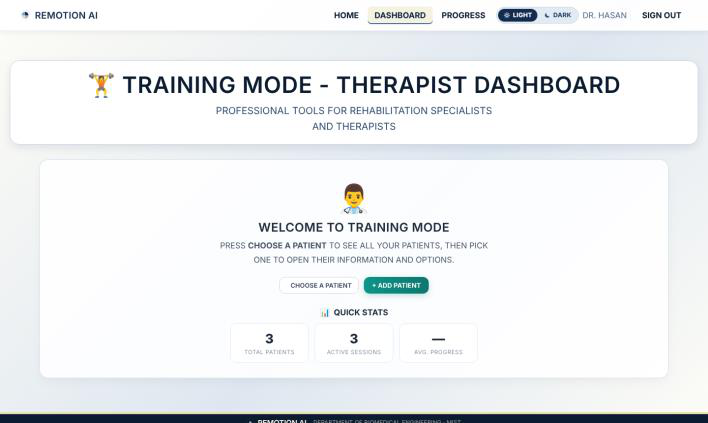 REMOTION AI
HOME DASHBOARD PROGRESS LIGHT DARK DR. HASAN SIGN OUT
TRAINING MODE - THERAPIST DASHBOARD
PROFESSIONAL TOOLS FOR REHABILITATION SPECIALISTS
AND THERAPISTS
WELCOME TO TRAINING MODE
PRESS CHOOSE A PATIENT TO SEE ALL YOUR PATIENTS, THEN PICK
ONE TO OPEN THEIR INFORMATION AND OPTIONS.
CHOOSE A PATIENT + ADD PATIENT
QUICK STATS
3 3 —
TOTAL PATIENTS ACTIVE SESSIONS AVG. PROGRESS
REMOTION AI DEPARTMENT OF BIOMEDICAL ENGINEERING